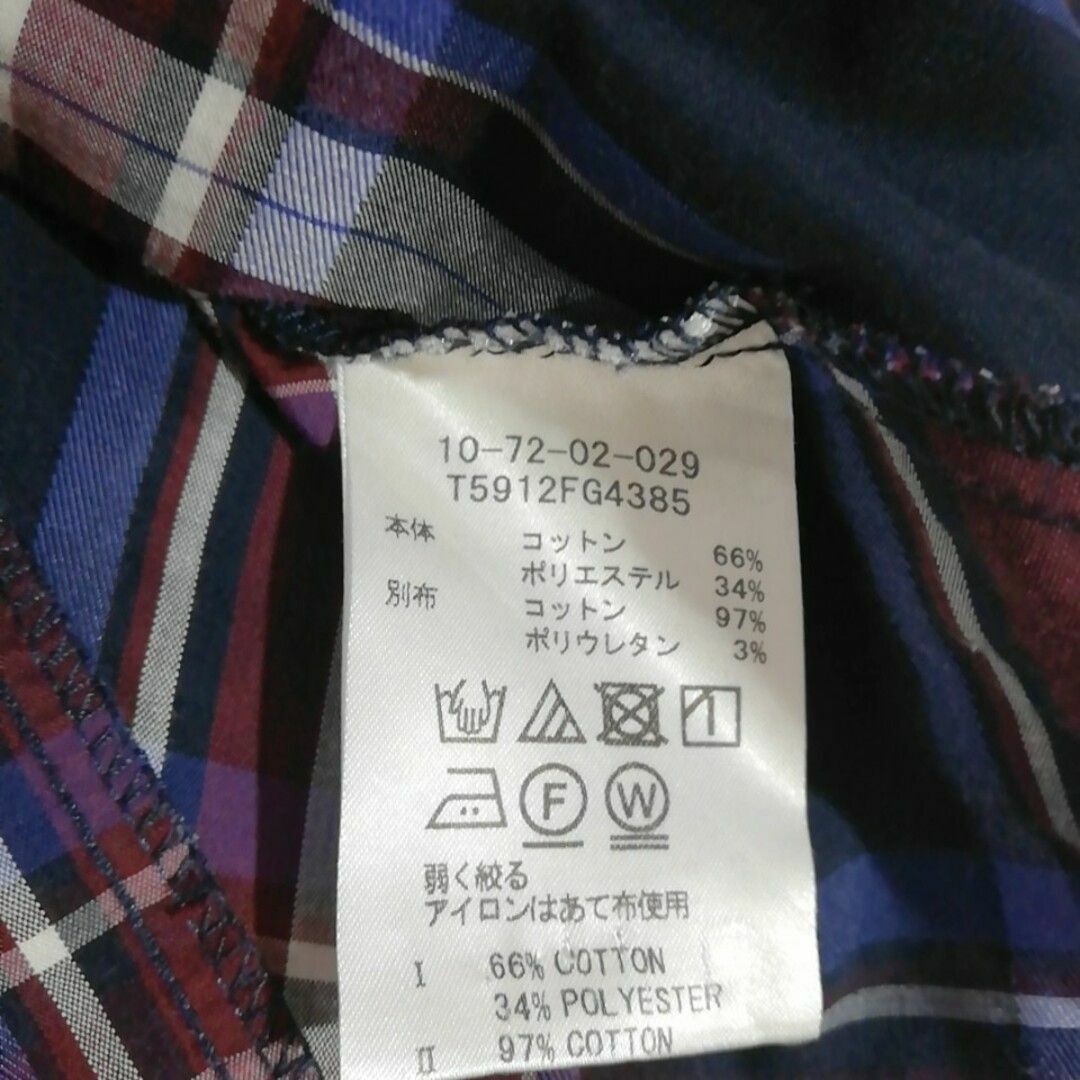 10-72-02-029
T5912FG4385
本体 コットン 66%
ポリエステル 34%
別布 コットン 97%
ポリウレタン 3%
F W
弱く絞る
アイロンはあて布使用
I 66% COTTON
34% POLYESTER
II 97% COTTON